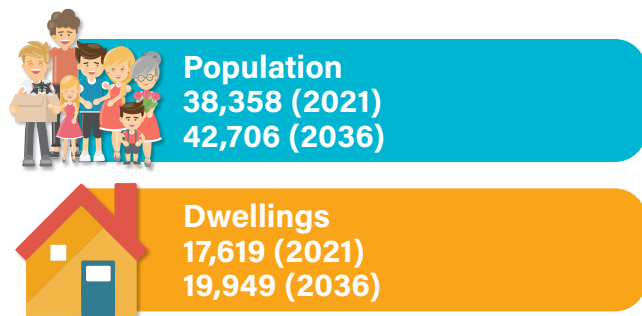 Population
38,358 (2021)
42,706 (2036)
Dwellings
17,619 (2021)
19,949 (2036)